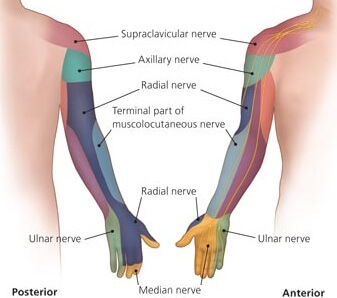 Supraclavicular nerve
Axillary nerve
Radial nerve
Terminal part of
muscolocutaneous nerve
Radial nerve
Ulnar nerve
Ulnar nerve
Median nerve
Posterior
Anterior